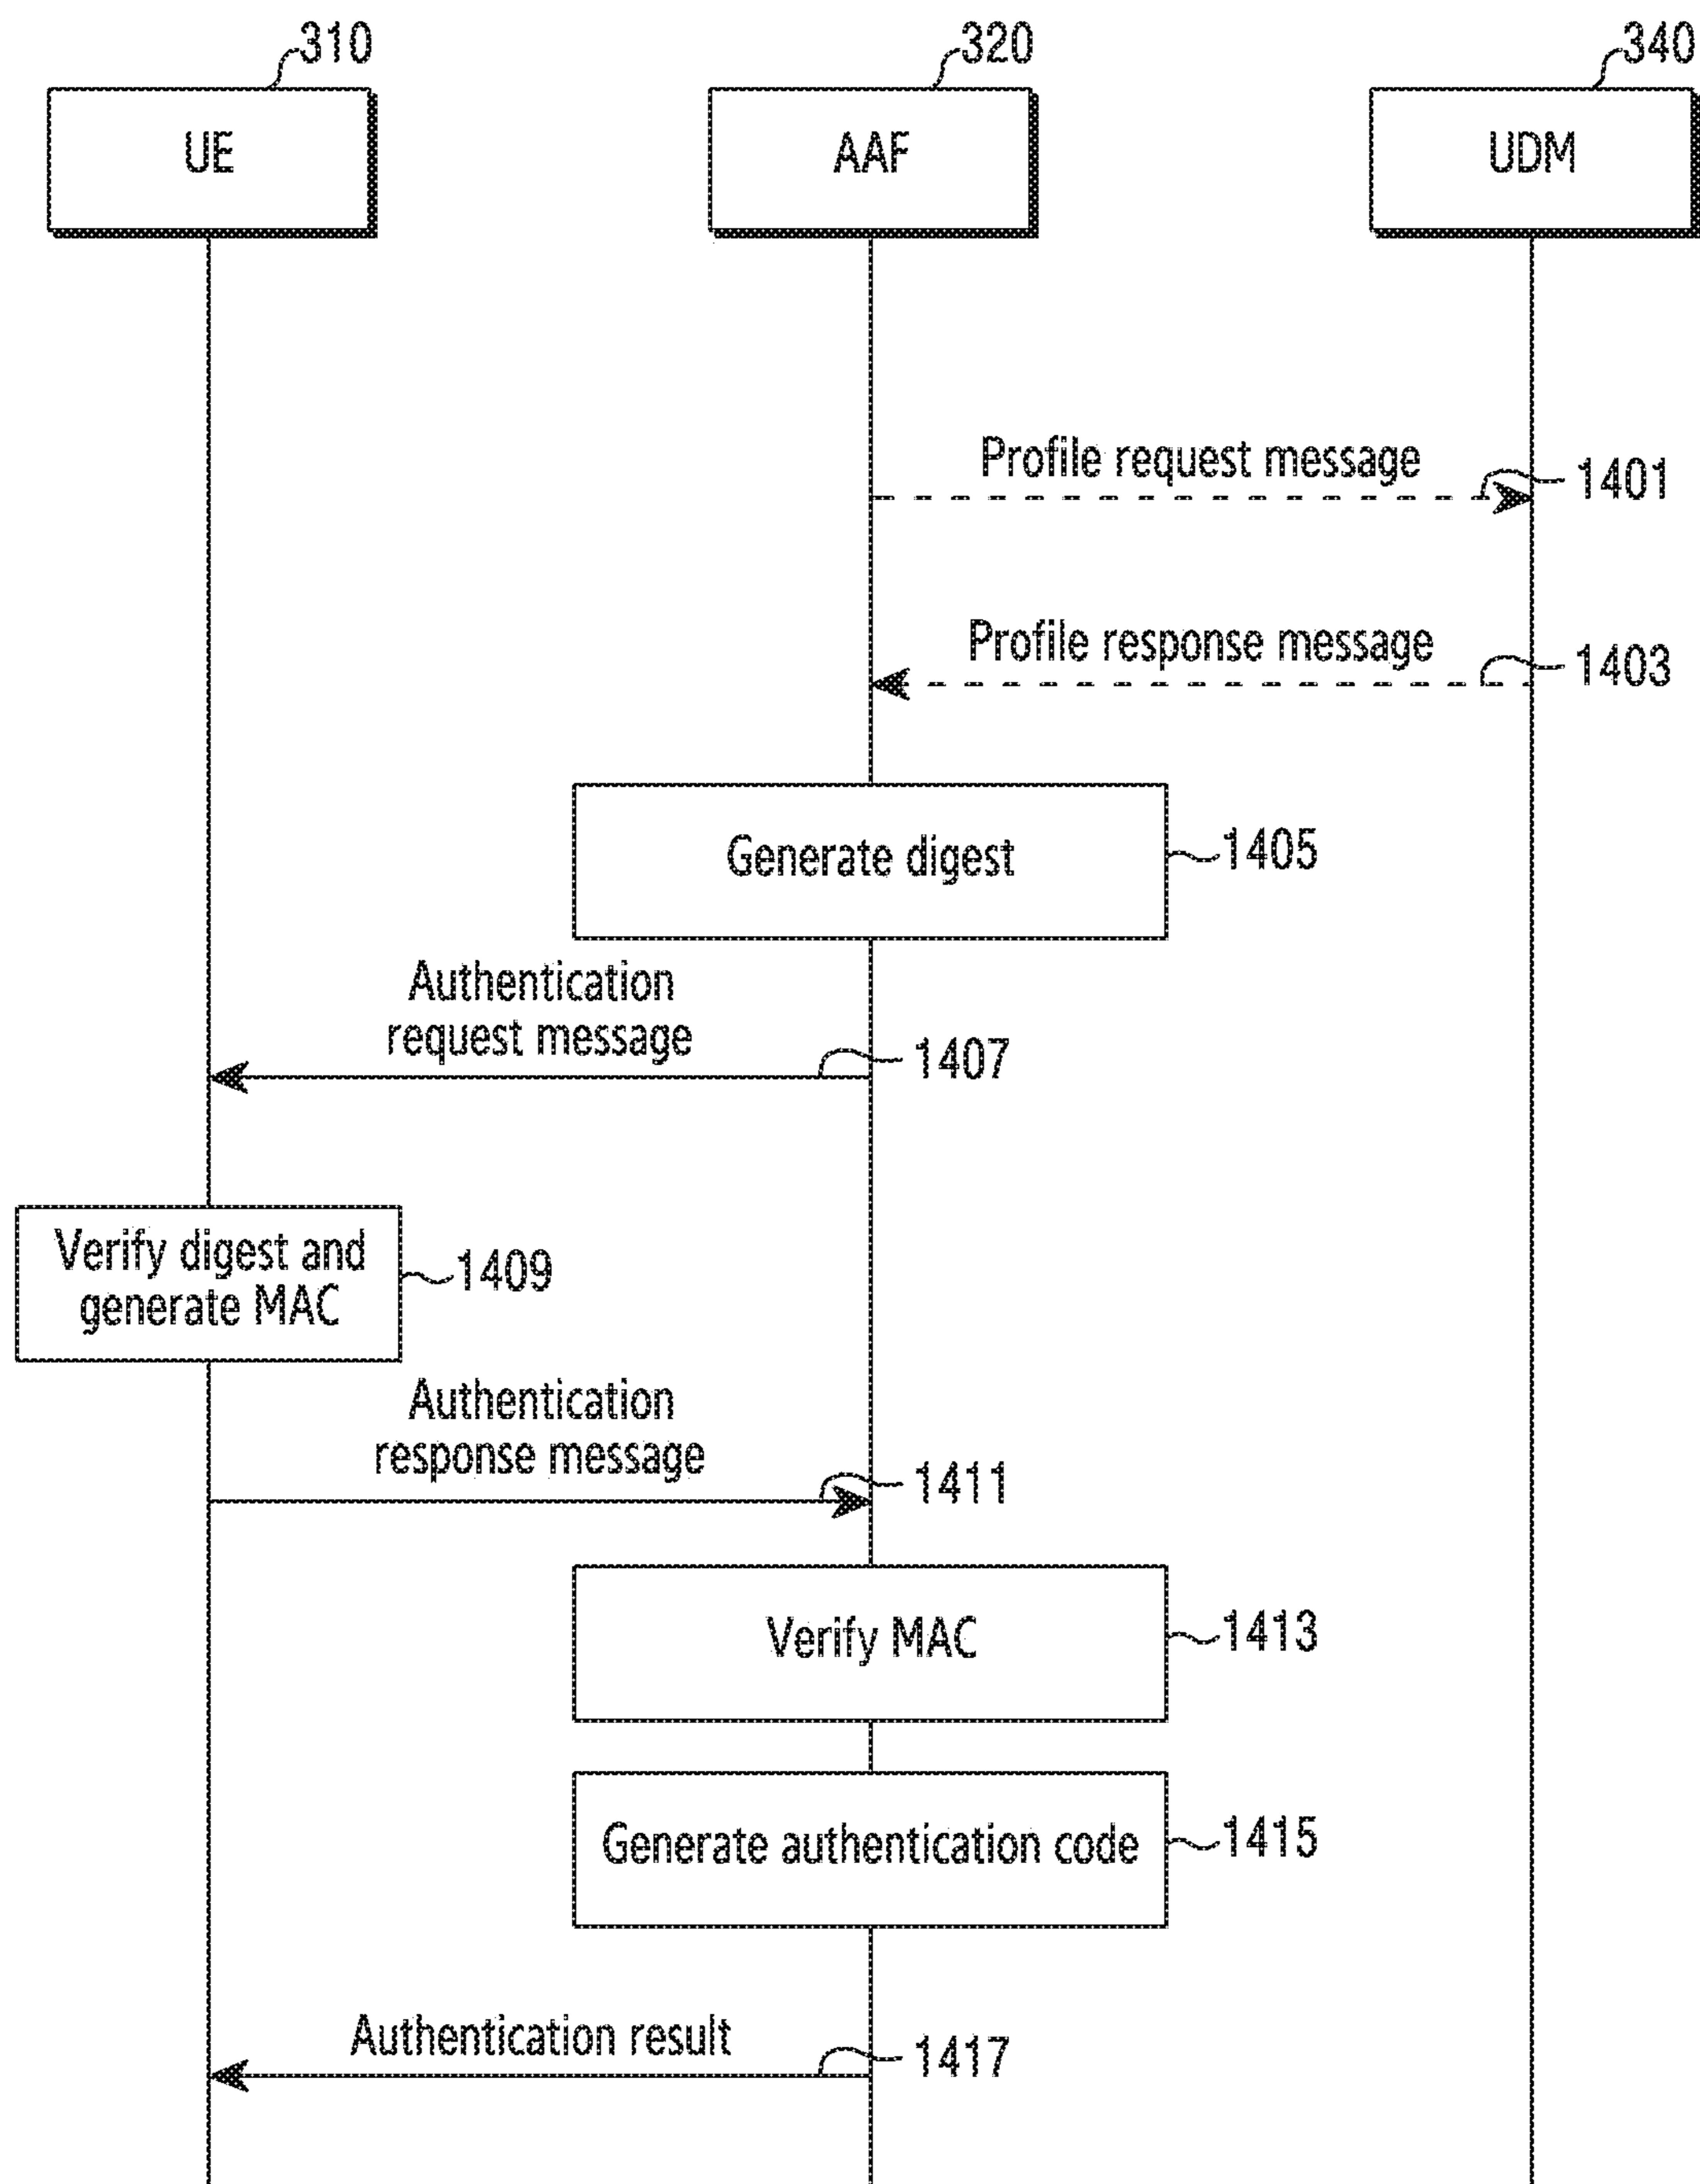 310
320
340
UE
AAF
UDM
Profile request message
1401
Profile response message
1403
Generate digest
1405
Authentication
request message
1407
Verify digest and
generate MAC
1409
Authentication
response message
1411
Verify MAC
1413
Generate authentication code
1415
Authentication result
1417